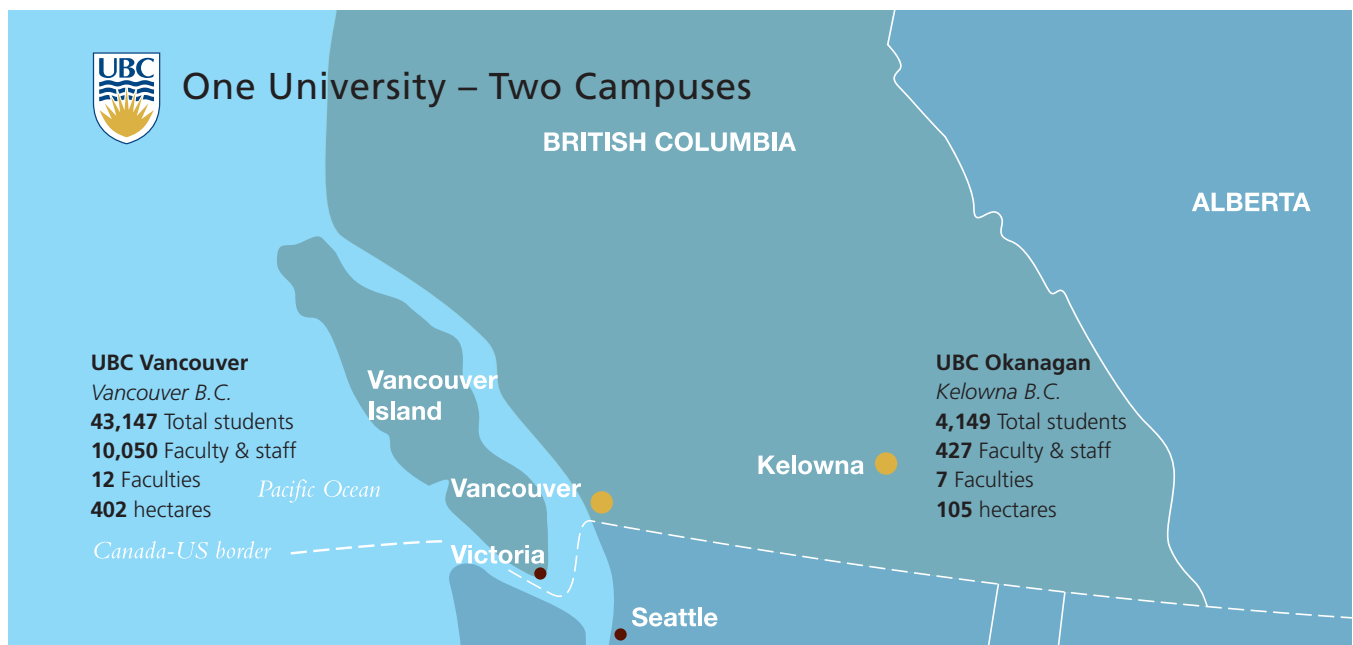 UBC
One University – Two Campuses
BRITISH COLUMBIA
ALBERTA
UBC Vancouver
Vancouver B.C.
43,147 Total students
10,050 Faculty & staff
12 Faculties
402 hectares
Vancouver
Island
UBC Okanagan
Kelowna B.C.
4,149 Total students
427 Faculty & staff
7 Faculties
105 hectares
Kelowna
Pacific Ocean
Vancouver
Canada-US border
Victoria
Seattle